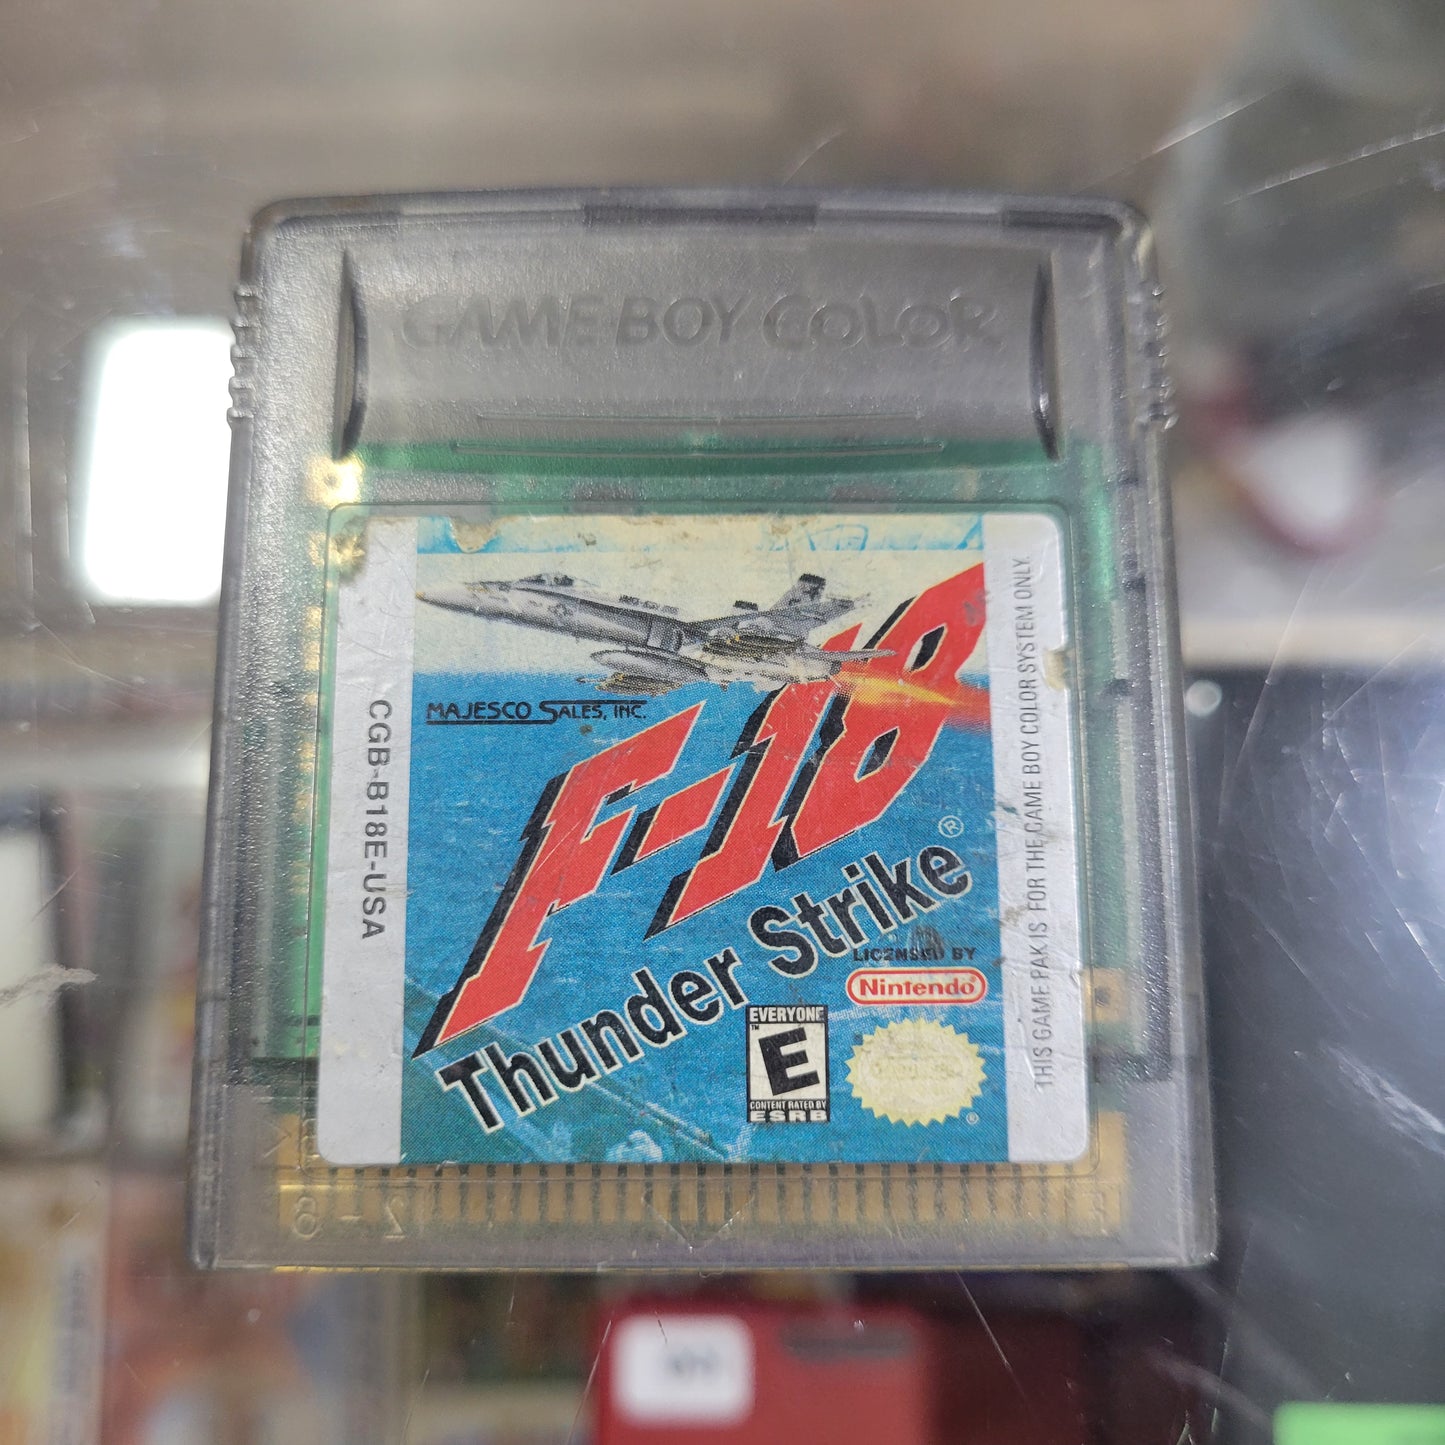 GAME BOY COLOR
MAJESCO SALES, INC.
F-18
Thunder Strike
®
LICENSED BY
Nintendo
EVERYONE
™
E
CONTENT RATED BY
ESRB
®
CGB-B18E-USA
THIS GAME PAK IS FOR THE GAME BOY COLOR SYSTEM ONLY.